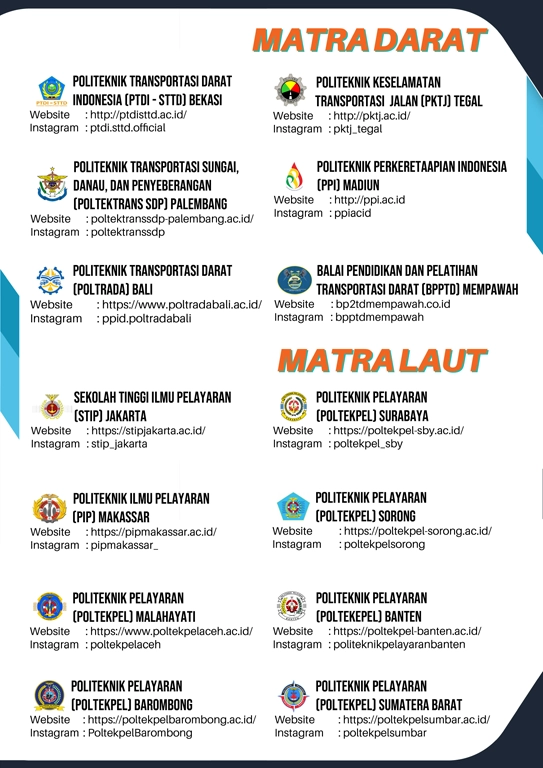 MATRA DARAT
POLITEKNIK TRANSPORTASI DARAT
INDONESIA (PTDI - STTD) BEKASI
Website : http://ptdisttd.ac.id/
Instagram : ptdi.sttd.official
POLITEKNIK KESELAMATAN
TRANSPORTASI JALAN (PKTJ) TEGAL
Website : http://pktj.ac.id/
Instagram : pktj_tegal
POLITEKNIK TRANSPORTASI SUNGAI,
DANAU, DAN PENYEBERANGAN
(POLTEKTRANS SDP) PALEMBANG
Website : poltektranssdp-palembang.ac.id/
Instagram : poltektranssdp
POLITEKNIK PERKERETAAPIAN INDONESIA
(PPI) MADIUN
Website : http://ppi.ac.id
Instagram : ppiacid
POLITEKNIK TRANSPORTASI DARAT
(POLTRADA) BALI
Website : https://www.poltradabali.ac.id/
Instagram : ppid.poltradabali
BALAI PENDIDIKAN DAN PELATIHAN
TRANSPORTASI DARAT (BPPTD) MEMPAWAH
Website : bp2tdmempawah.co.id
Instagram : bpptdmempawah
MATRA LAUT
SEKOLAH TINGGI ILMU PELAYARAN
(STIP) JAKARTA
Website : https://stipjakarta.ac.id/
Instagram : stip_jakarta
POLITEKNIK PELAYARAN
(POLTEKPEL) SURABAYA
Website : https://poltekpel-sby.ac.id/
Instagram : poltekpel_sby
POLITEKNIK ILMU PELAYARAN
(PIP) MAKASSAR
Website : https://pipmakassar.ac.id/
Instagram : pipmakassar_
POLITEKNIK PELAYARAN
(POLTEKPEL) SORONG
Website : https://poltekpel-sorong.ac.id/
Instagram : poltekpelsorong
POLITEKNIK PELAYARAN
(POLTEKPEL) MALAHAYATI
Website : https://www.poltekpelaceh.ac.id/
Instagram : poltekpelaceh
POLITEKNIK PELAYARAN
(POLTEKEPEL) BANTEN
Website : https://poltekpel-banten.ac.id/
Instagram : politeknikpelayaranbanten
POLITEKNIK PELAYARAN
(POLTEKPEL) BAROMBONG
Website : https://poltekpelbarombong.ac.id/
Instagram : PoltekpelBarombong
POLITEKNIK PELAYARAN
(POLTEKPEL) SUMATERA BARAT
Website : https://poltekpelsumbar.ac.id/
Instagram : poltekpelsumbar
PTDI - STTD